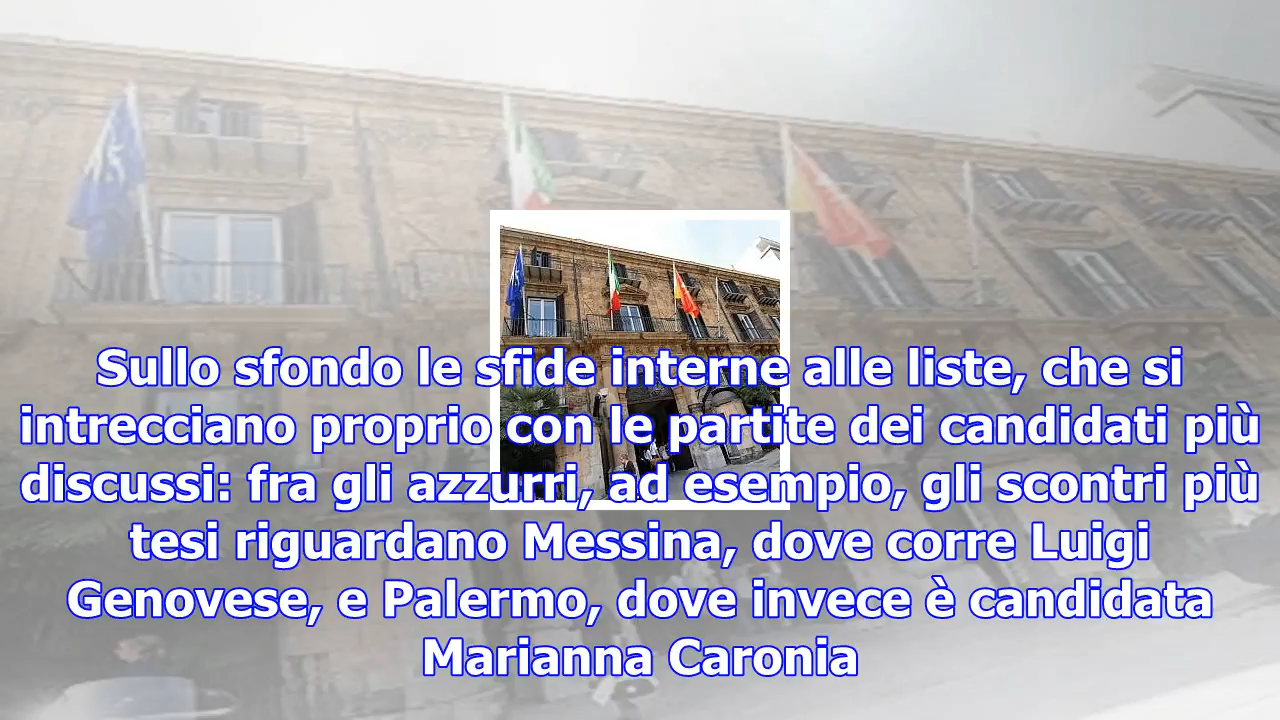 Sullo sfondo le sfide interne alle liste, che si
intrecciano proprio con le partite dei candidati più
discussi: fra gli azzurri, ad esempio, gli scontri più
tesi riguardano Messina, dove corre Luigi
Genovese, e Palermo, dove invece è candidata
Marianna Caronia